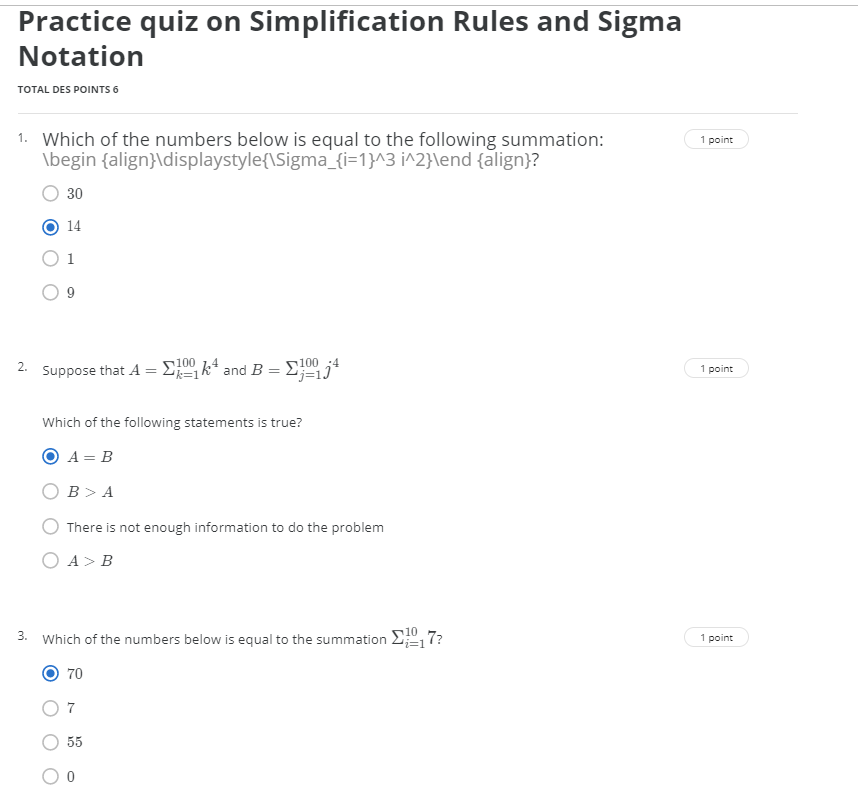 Practice quiz on Simplification Rules and Sigma
Notation
TOTAL DES POINTS 6
1. Which of the numbers below is equal to the following summation: 1 point
\begin {align}\displaystyle{\Sigma_{i=1}^3 i^2}\end {align}?
30
14
1
9
2. Suppose that A = Σ_{k=1}^{100} k^4 and B = Σ_{j=1}^{100} j^4 1 point
Which of the following statements is true?
A = B
B > A
There is not enough information to do the problem
A > B
3. Which of the numbers below is equal to the summation Σ_{i=1}^{10} 7? 1 point
70
7
55
0